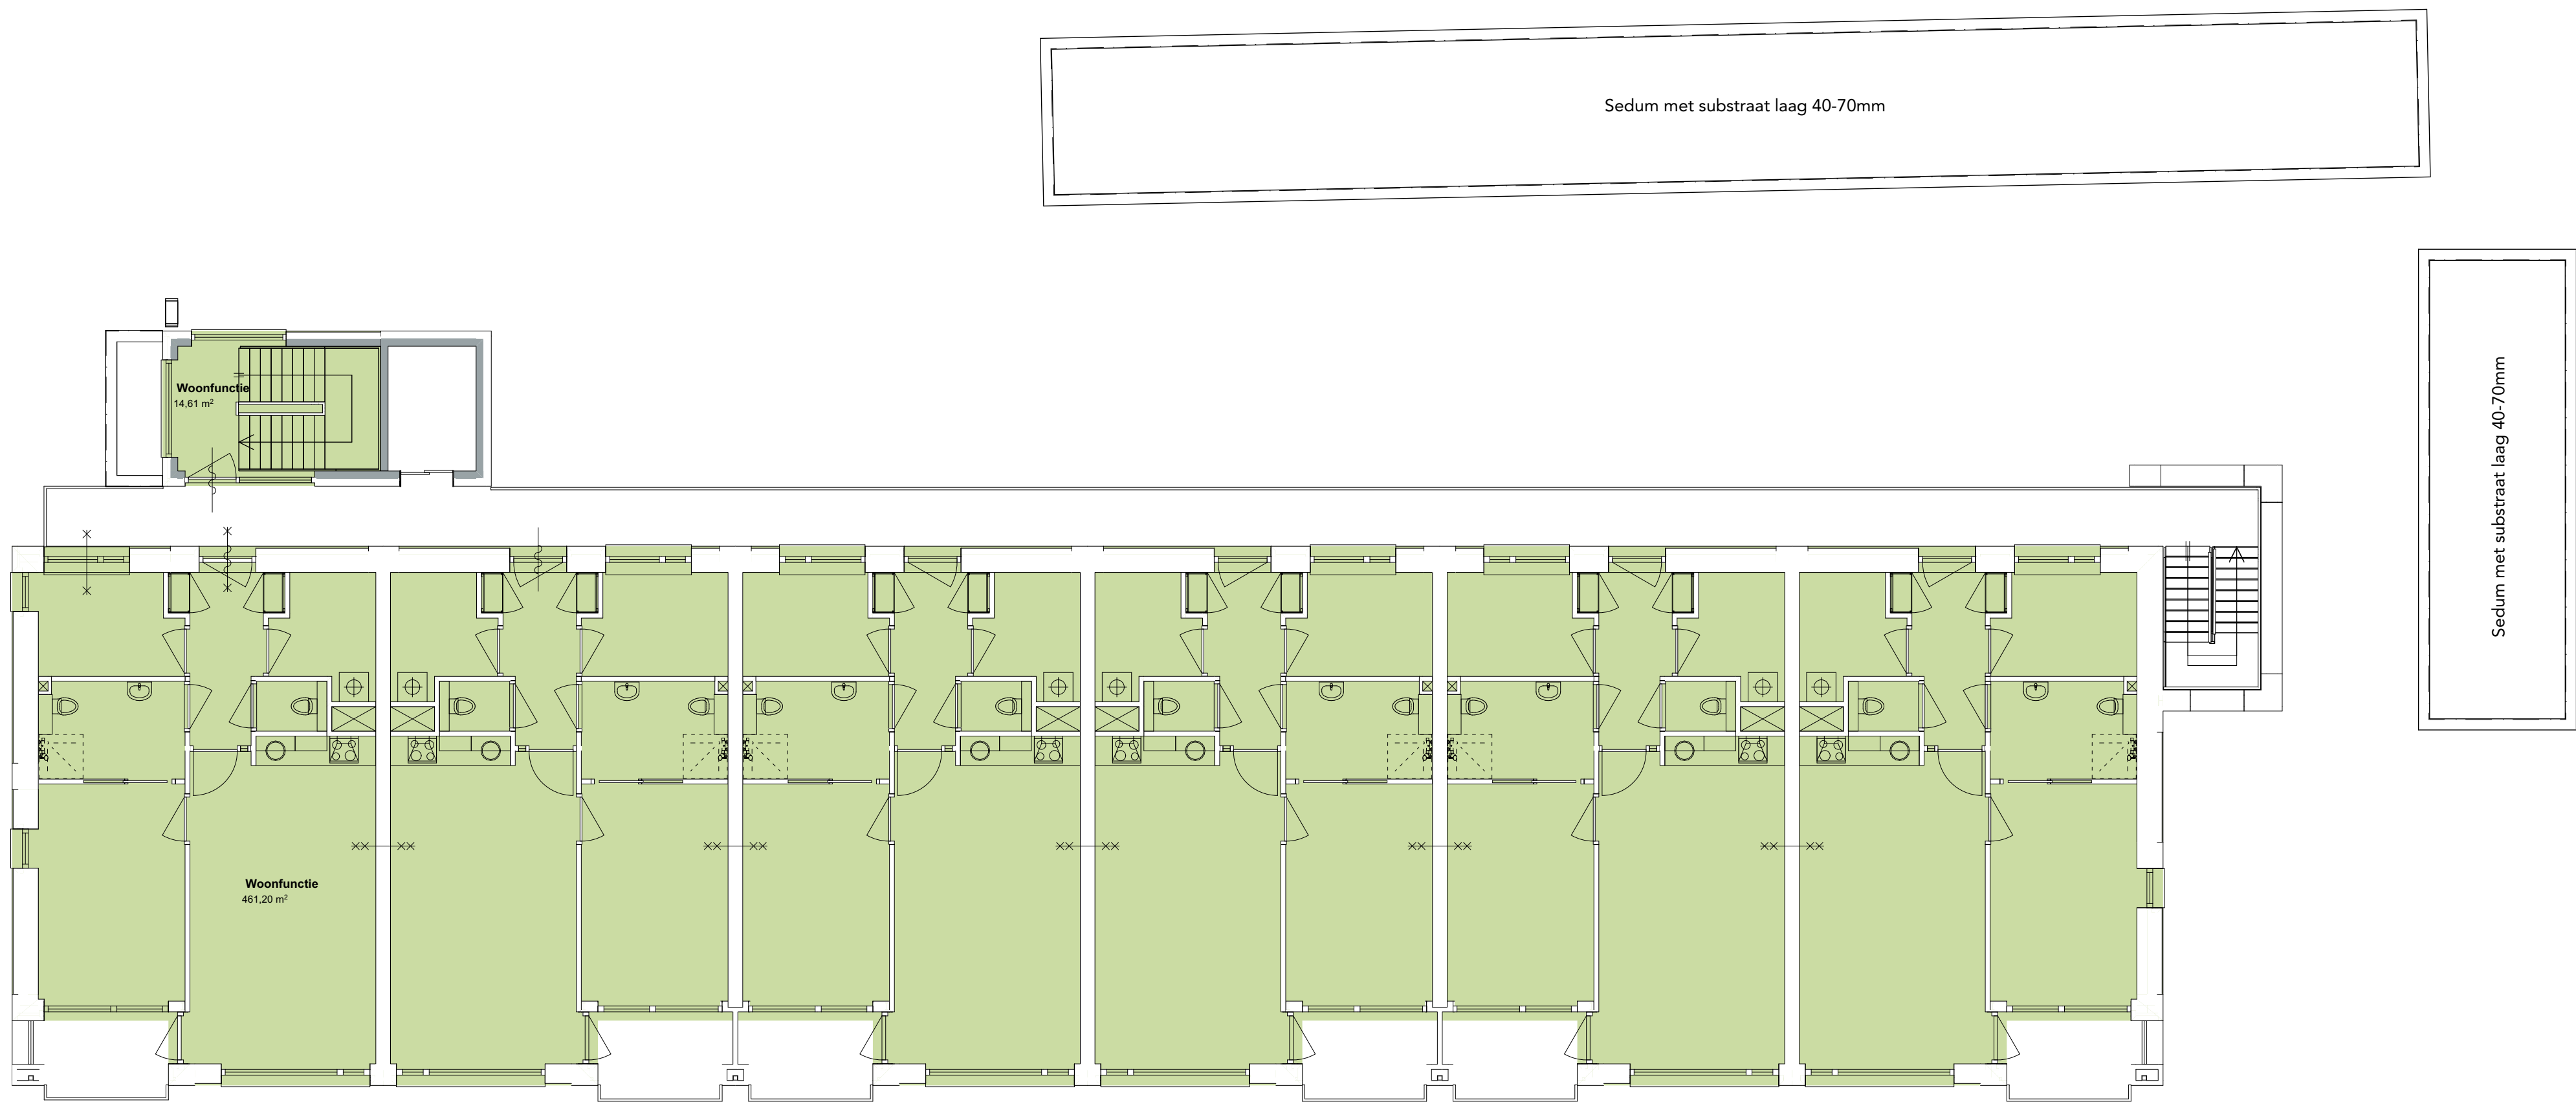 Sedum met substraat laag 40-70mm
Sedum met substraat laag 40-70mm
Woonfunctie
14,61 m²
Woonfunctie
461,20 m²